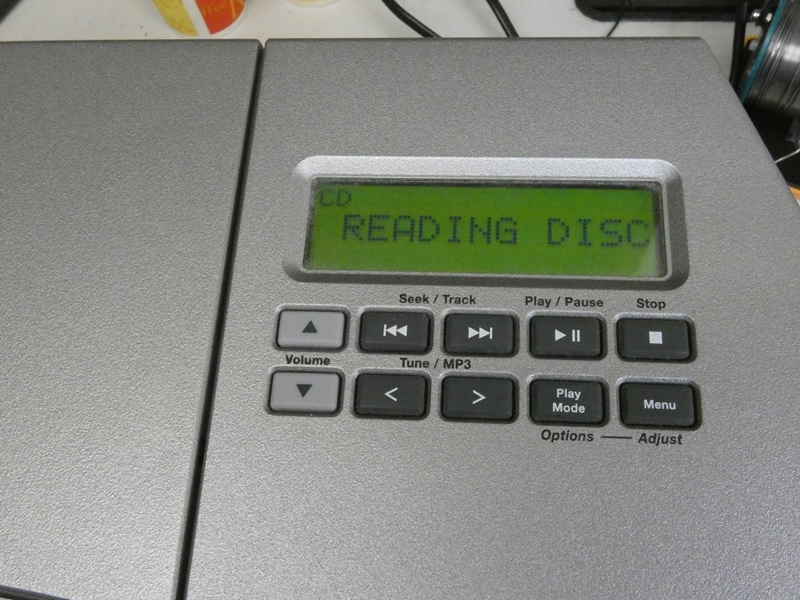 CD
READING DISC
Seek / Track
Play / Pause
Stop
Volume
Tune / MP3
Play
Mode
Menu
Options
Adjust